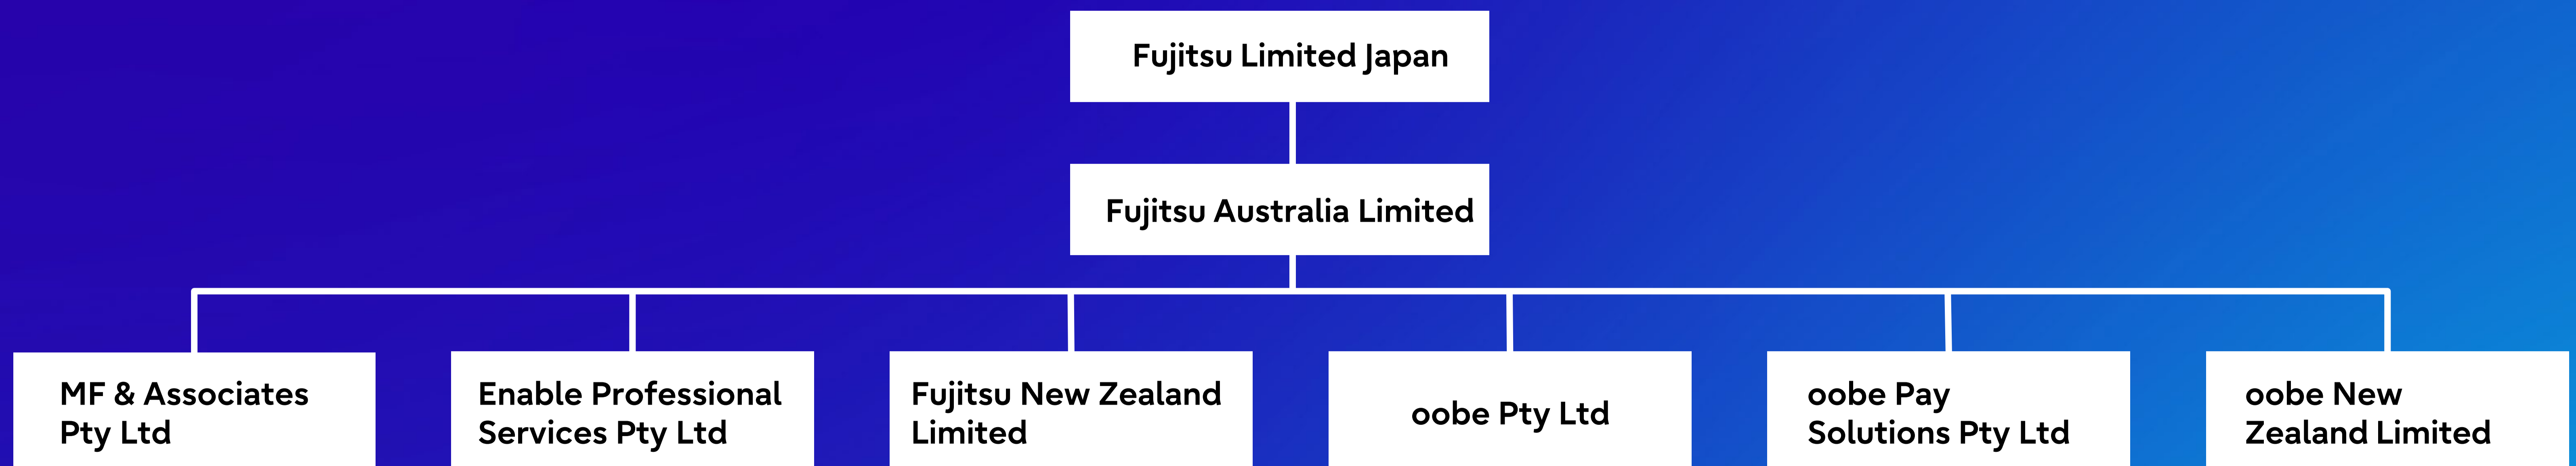 Fujitsu Limited Japan
Fujitsu Australia Limited
MF & Associates
Pty Ltd
Enable Professional
Services Pty Ltd
Fujitsu New Zealand
Limited
oobe Pty Ltd
oobe Pay
Solutions Pty Ltd
oobe New
Zealand Limited